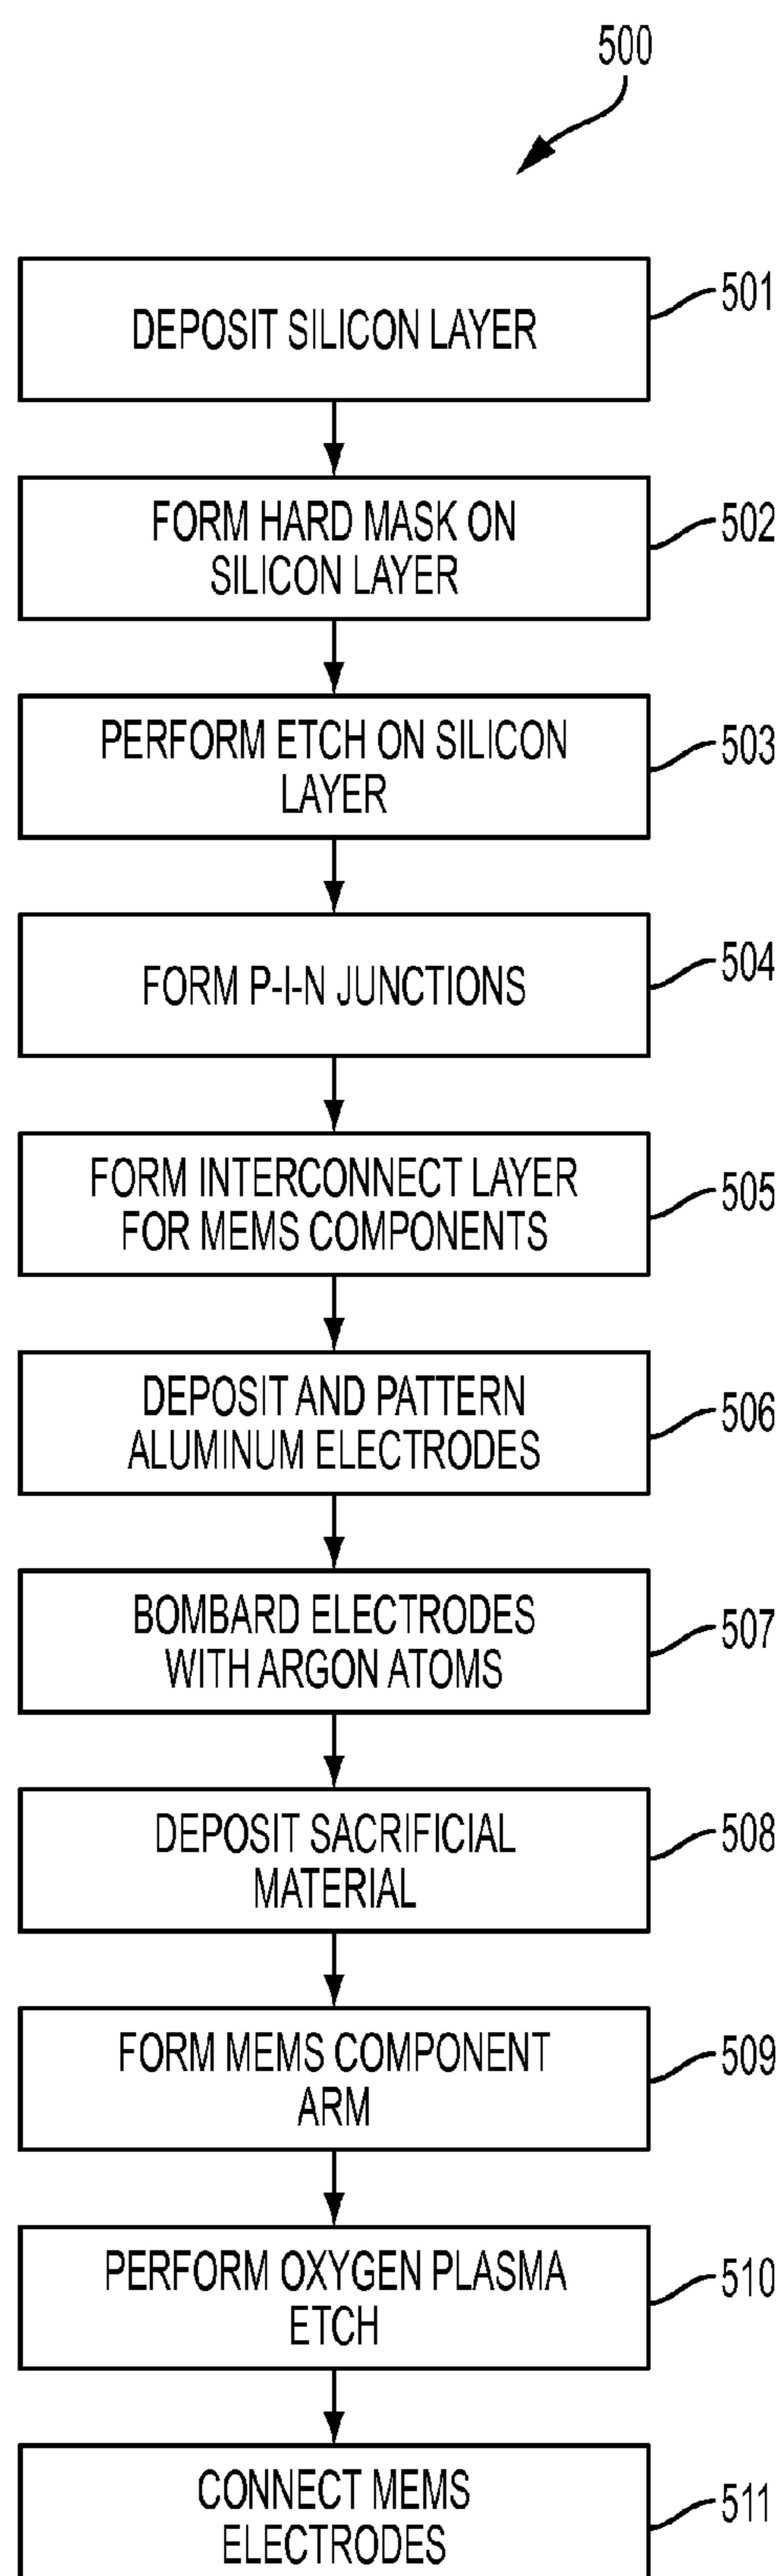 500
DEPOSIT SILICON LAYER
501
FORM HARD MASK ON
SILICON LAYER
502
PERFORM ETCH ON SILICON
LAYER
503
FORM P-I-N JUNCTIONS
504
FORM INTERCONNECT LAYER
FOR MEMS COMPONENTS
505
DEPOSIT AND PATTERN
ALUMINUM ELECTRODES
506
BOMBARD ELECTRODES
WITH ARGON ATOMS
507
DEPOSIT SACRIFICIAL
MATERIAL
508
FORM MEMS COMPONENT
ARM
509
PERFORM OXYGEN PLASMA
ETCH
510
CONNECT MEMS
ELECTRODES
511